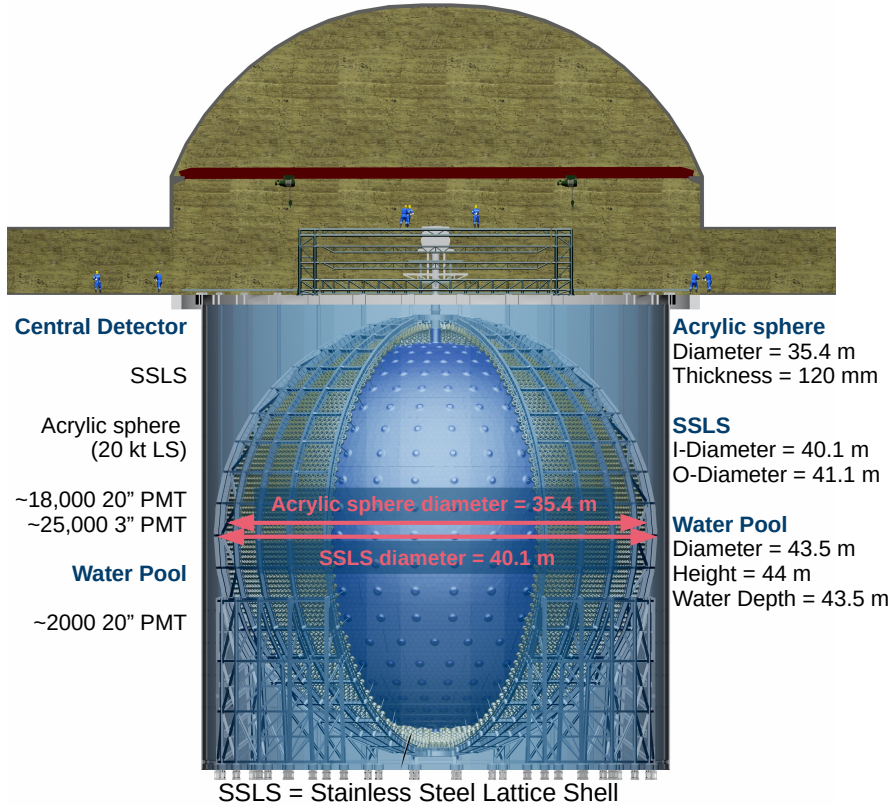 Central Detector
SSLS
Acrylic sphere
(20 kt LS)
~18,000 20” PMT
~25,000 3” PMT
Water Pool
~2000 20” PMT
Acrylic sphere diameter = 35.4 m
SSLS diameter = 40.1 m
Acrylic sphere
Diameter = 35.4 m
Thickness = 120 mm
SSLS
I-Diameter = 40.1 m
O-Diameter = 41.1 m
Water Pool
Diameter = 43.5 m
Height = 44 m
Water Depth = 43.5 m
SSLS = Stainless Steel Lattice Shell